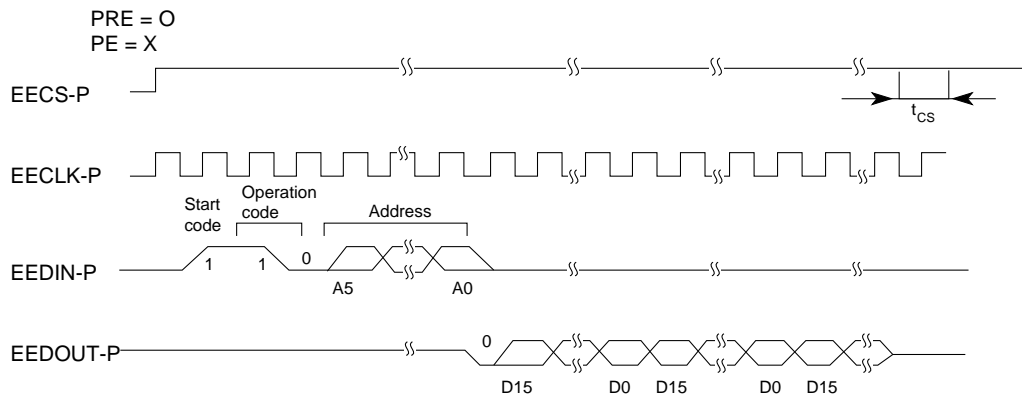 PRE = O
PE = X
EECS-P
tCS
EECLK-P
Start code
Operation code
Address
EEDIN-P
1 1 0
A5 A0
EEDOUT-P
0
D15 D0 D15 D0 D15